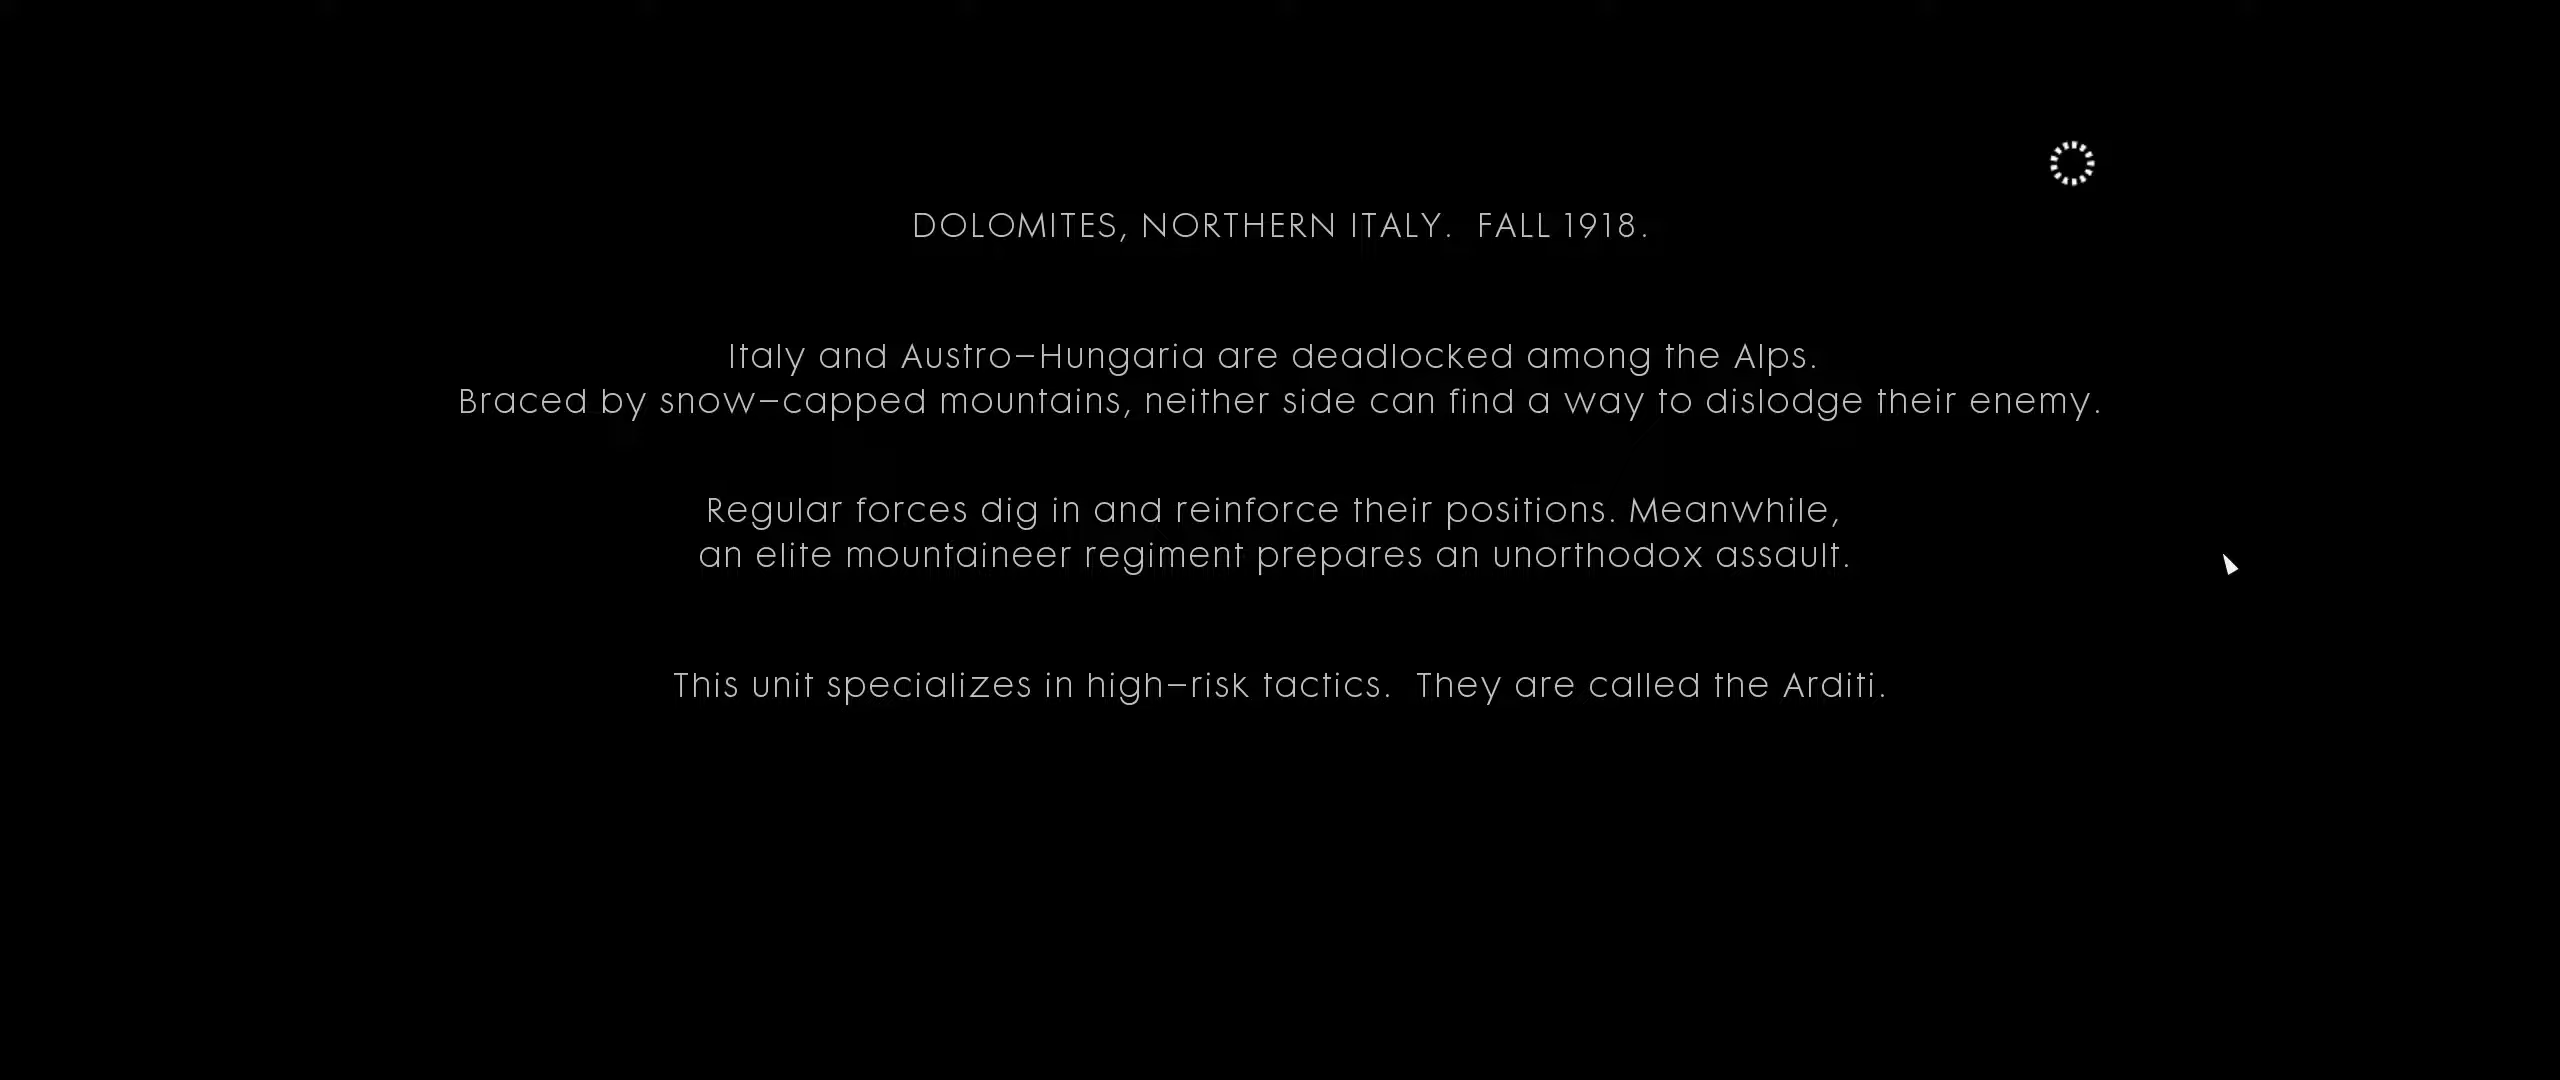 DOLOMITES, NORTHERN ITALY.  FALL 1918.
Italy and Austro-Hungaria are deadlocked among the Alps.
Braced by snow-capped mountains, neither side can find a way to dislodge their enemy.
Regular forces dig in and reinforce their positions. Meanwhile,
an elite mountaineer regiment prepares an unorthodox assault.
This unit specializes in high-risk tactics.  They are called the Arditi.